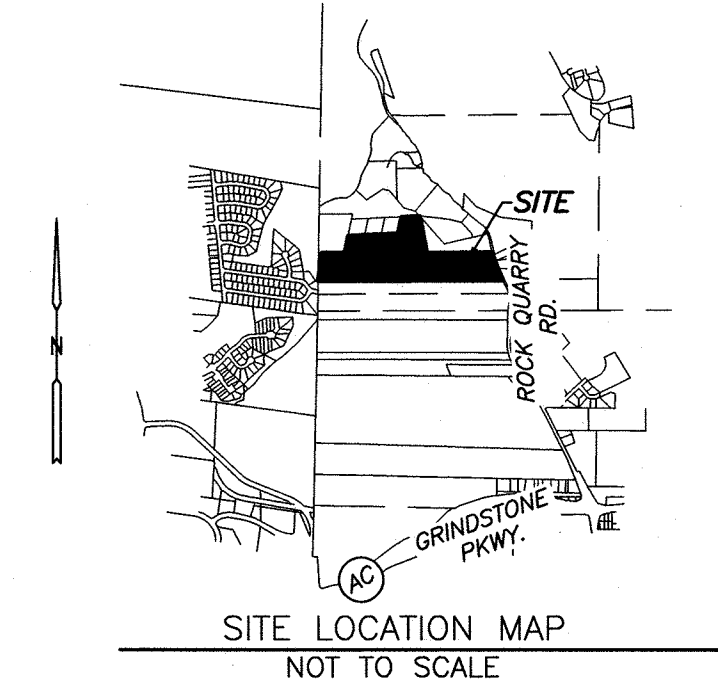 SITE
ROCK QUARRY
RD.
N
GRINDSTONE
PKWY.
AC
SITE LOCATION MAP
NOT TO SCALE